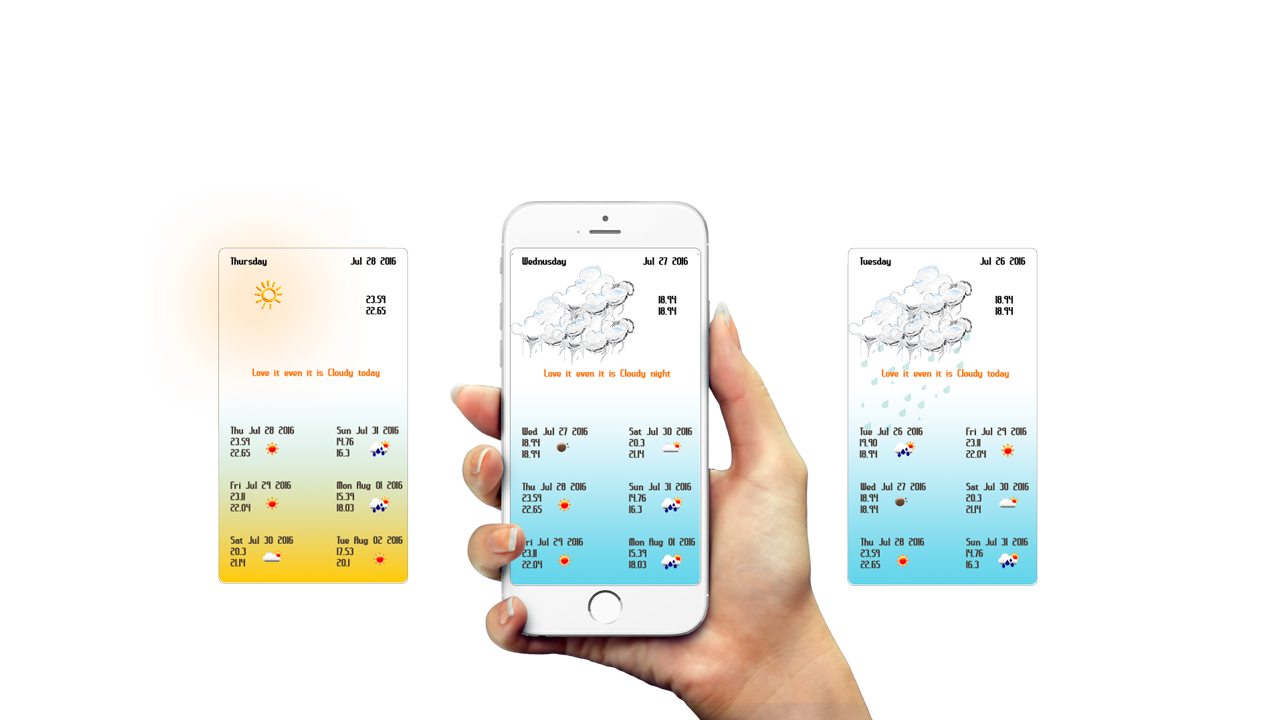 Thursday Jul 28 2016
23.59
22.65
Love it even it is Cloudy today
Thu Jul 28 2016
23.59
22.65
Jul 31 Sun 2016
14.76
16.3
Fri Jul 29 2016
23.11
22.04
Mon Aug 01 2016
15.39
18.03
Sat Jul 30 2016
20.3
21.14
Tue Aug 02 2016
17.53
20.1
Wednusday Jul 27 2016
18.94
18.94
Love it even it is Cloudy night
Wed Jul 27 2016
18.94
18.94
Sat Jul 30 2016
20.3
21.14
Thu Jul 28 2016
23.59
22.65
Sun Jul 31 2016
14.76
16.3
Fri Jul 29 2016
23.11
22.04
Mon Aug 01 2016
15.39
18.03
Tuesday Jul 26 2016
18.94
18.94
Love it even it is Cloudy today
Tue Jul 26 2016
19.90
18.94
Fri Jul 29 2016
23.11
22.04
Wed Jul 27 2016
18.94
18.94
Sat Jul 30 2016
20.3
21.14
Thu Jul 28 2016
23.59
22.65
Sun Jul 31 2016
14.76
16.3